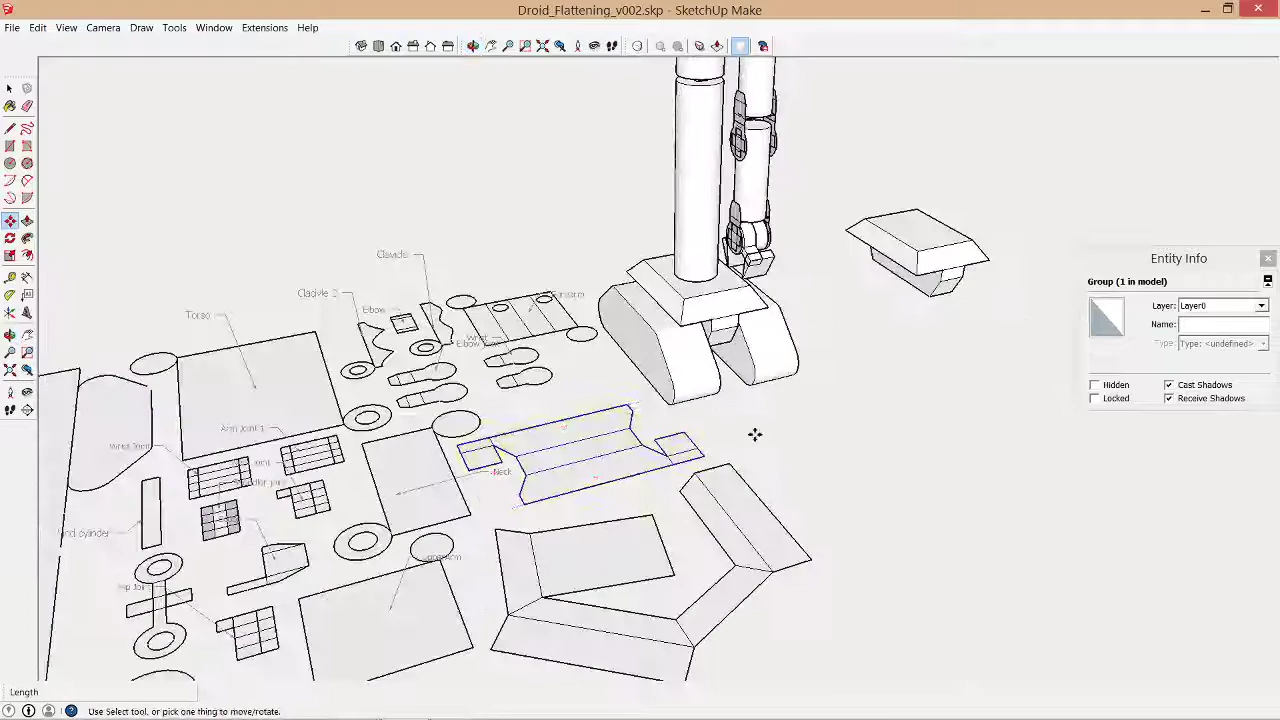 Droid_Flattening_v002.skp - SketchUp Make
File Edit View Camera Draw Tools Window Extensions Help
Entity Info
Group (1 in model)
Layer: Layer0
Name:
Type: Type: <undefined>
Hidden Cast Shadows
Locked Receive Shadows
Clavicle
Clavicle 2
Elbow
Torso
Arm Joint 1
Neck
Length
Use Select tool, or pick one thing to move/rotate.